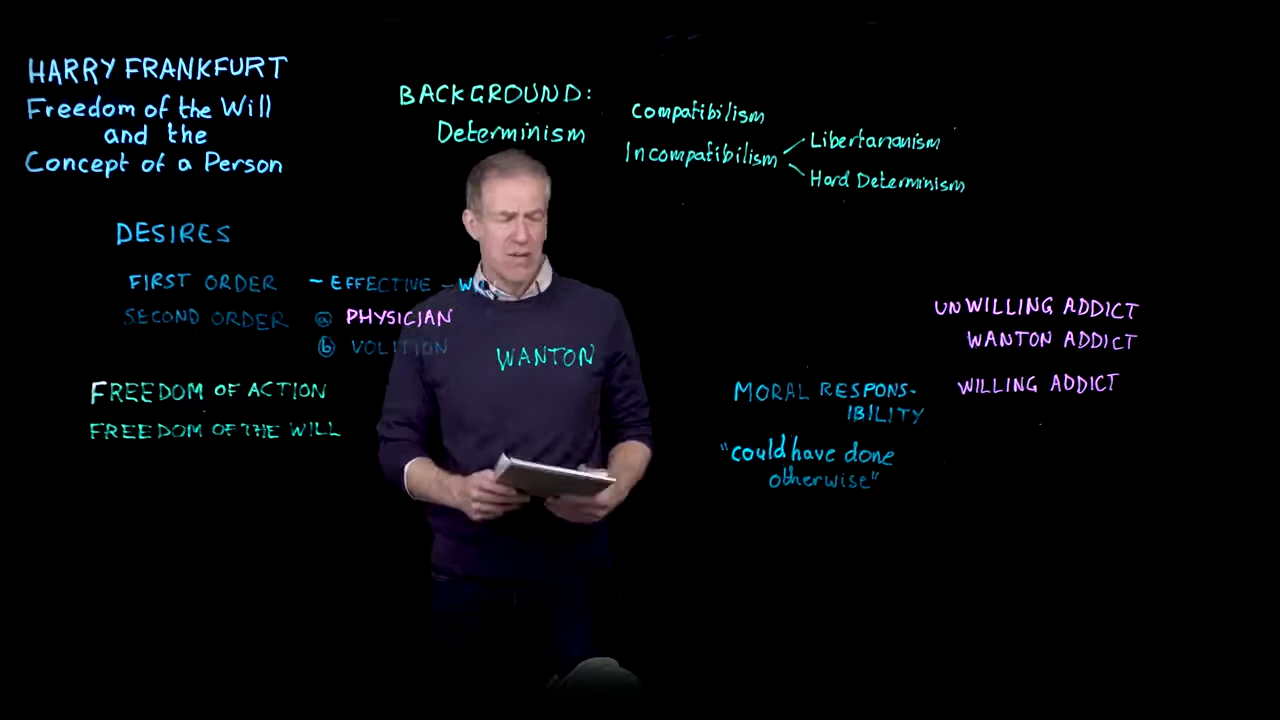 HARRY FRANKFURT
Freedom of the Will
and the
Concept of a Person
BACKGROUND:
Determinism
Compatibilism
Incompatibilism
Libertarianism
Hard Determinism
DESIRES
FIRST ORDER - EFFECTIVE -
SECOND ORDER ⓐ PHYSICIAN
ⓑ VOLITION
WANTON
FREEDOM OF ACTION
FREEDOM OF THE WILL
MORAL RESPONS-
IBILITY
"could have done
otherwise"
UNWILLING ADDICT
WANTON ADDICT
WILLING ADDICT